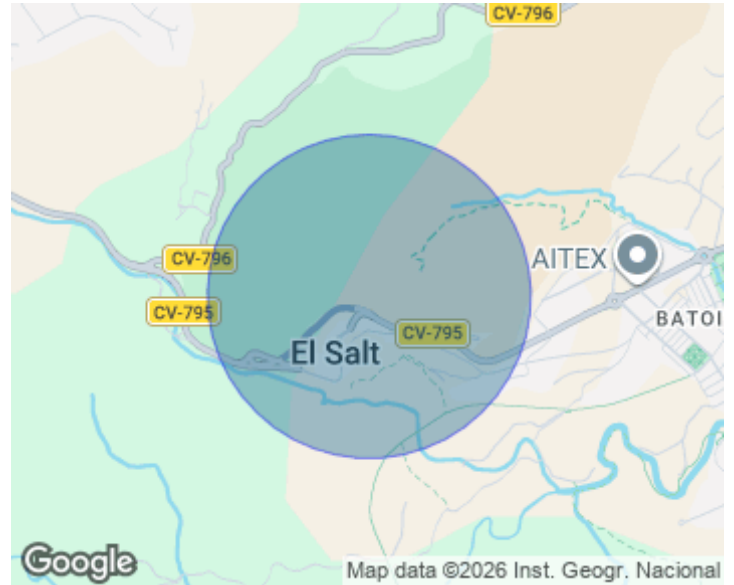 CV-796
AITEX
CV-796
CV-795
BATOI
CV-795
El Salt
Google
Map data ©2026 Inst. Geogr. Nacional